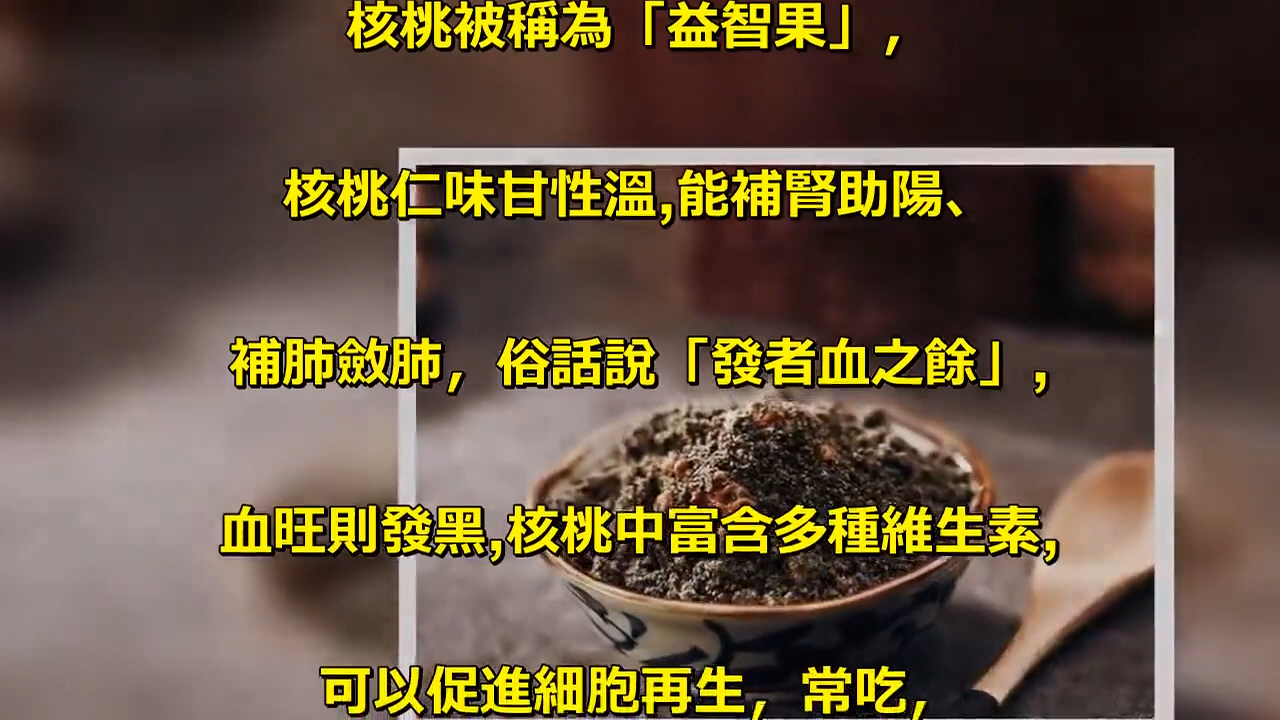 核桃被稱為「益智果」,
核桃仁味甘性溫,能補腎助陽、
補肺斂肺，俗話說「發者血之餘」,
血旺則發黑,核桃中富含多種維生素,
可以促進細胞再生，常吃,